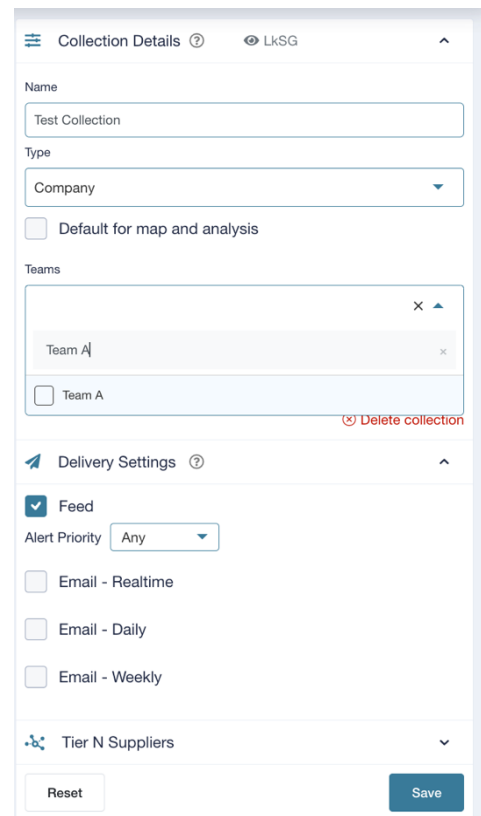 Collection Details ? LkSG
Name
Test Collection
Type
Company
Default for map and analysis
Teams
Team A
Team A
Delete collection
Delivery Settings ?
Feed
Alert Priority Any
Email - Realtime
Email - Daily
Email - Weekly
Tier N Suppliers
Reset Save